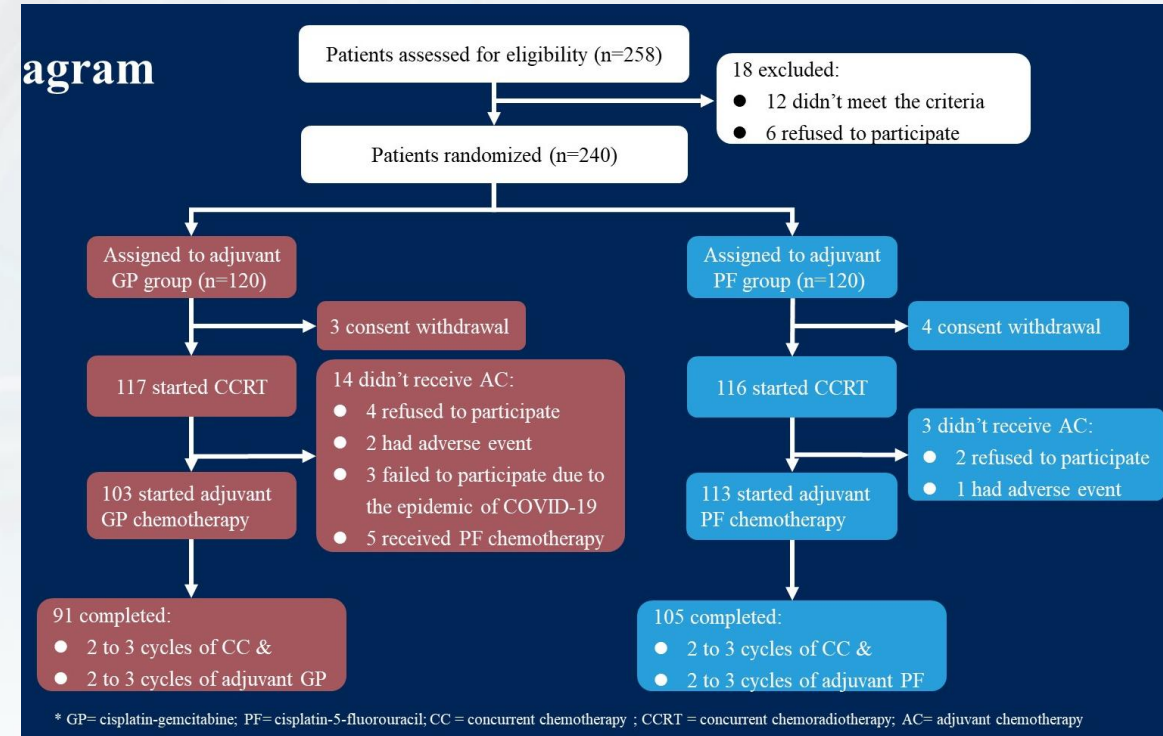 agram
Patients assessed for eligibility (n=258)
18 excluded:
● 12 didn't meet the criteria
● 6 refused to participate
Patients randomized (n=240)
Assigned to adjuvant
GP group (n=120)
Assigned to adjuvant
PF group (n=120)
3 consent withdrawal
4 consent withdrawal
117 started CCRT
116 started CCRT
14 didn't receive AC:
● 4 refused to participate
● 2 had adverse event
● 3 failed to participate due to
the epidemic of COVID-19
● 5 received PF chemotherapy
3 didn't receive AC:
● 2 refused to participate
● 1 had adverse event
103 started adjuvant
GP chemotherapy
113 started adjuvant
PF chemotherapy
91 completed:
● 2 to 3 cycles of CC &
● 2 to 3 cycles of adjuvant GP
105 completed:
● 2 to 3 cycles of CC &
● 2 to 3 cycles of adjuvant PF
* GP= cisplatin-gemcitabine; PF= cisplatin-5-fluorouracil; CC = concurrent chemotherapy ; CCRT = concurrent chemoradiotherapy; AC= adjuvant chemotherapy